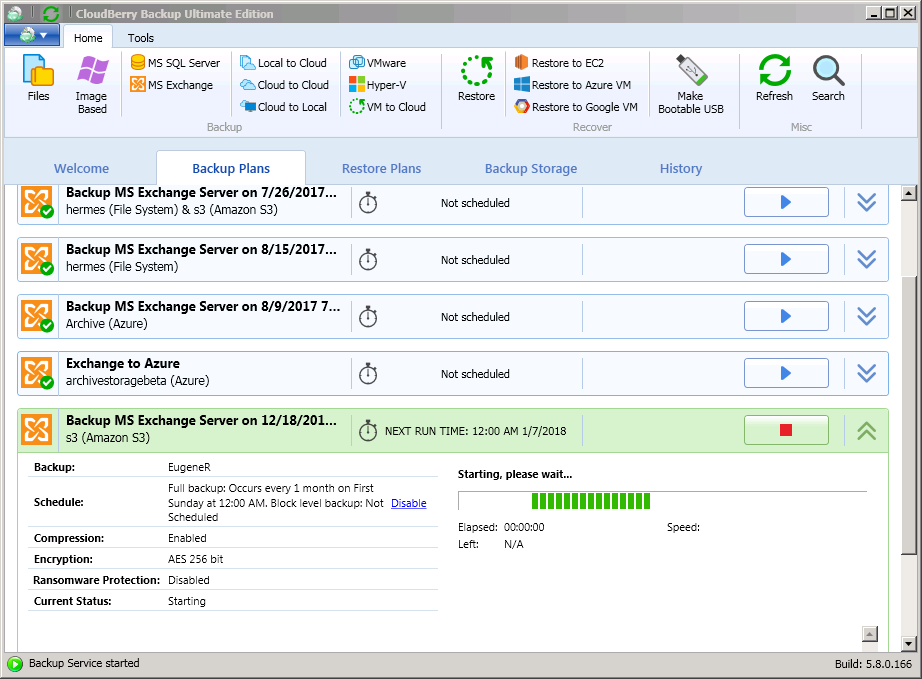 CloudBerry Backup Ultimate Edition
Home
Tools
Files
Image
Based
MS SQL Server
MS Exchange
Local to Cloud
Cloud to Cloud
Cloud to Local
VMware
Hyper-V
VM to Cloud
Backup
Restore
Restore to EC2
Restore to Azure VM
Restore to Google VM
Make
Bootable USB
Recover
Refresh
Search
Misc
Welcome
Backup Plans
Restore Plans
Backup Storage
History
Backup MS Exchange Server on 7/26/2017...
hermes (File System) & s3 (Amazon S3)
Not scheduled
Backup MS Exchange Server on 8/15/2017...
hermes (File System)
Not scheduled
Backup MS Exchange Server on 8/9/2017 7...
Archive (Azure)
Not scheduled
Exchange to Azure
archivestoragebeta (Azure)
Not scheduled
Backup MS Exchange Server on 12/18/201...
s3 (Amazon S3)
NEXT RUN TIME: 12:00 AM 1/7/2018
Backup: EugeneR
Schedule: Full backup: Occurs every 1 month on First
Sunday at 12:00 AM. Block level backup: Not Disable
Scheduled
Compression: Enabled
Encryption: AES 256 bit
Ransomware Protection: Disabled
Current Status: Starting
Starting, please wait...
Elapsed: 00:00:00 Speed:
Left: N/A
Backup Service started
Build: 5.8.0.166